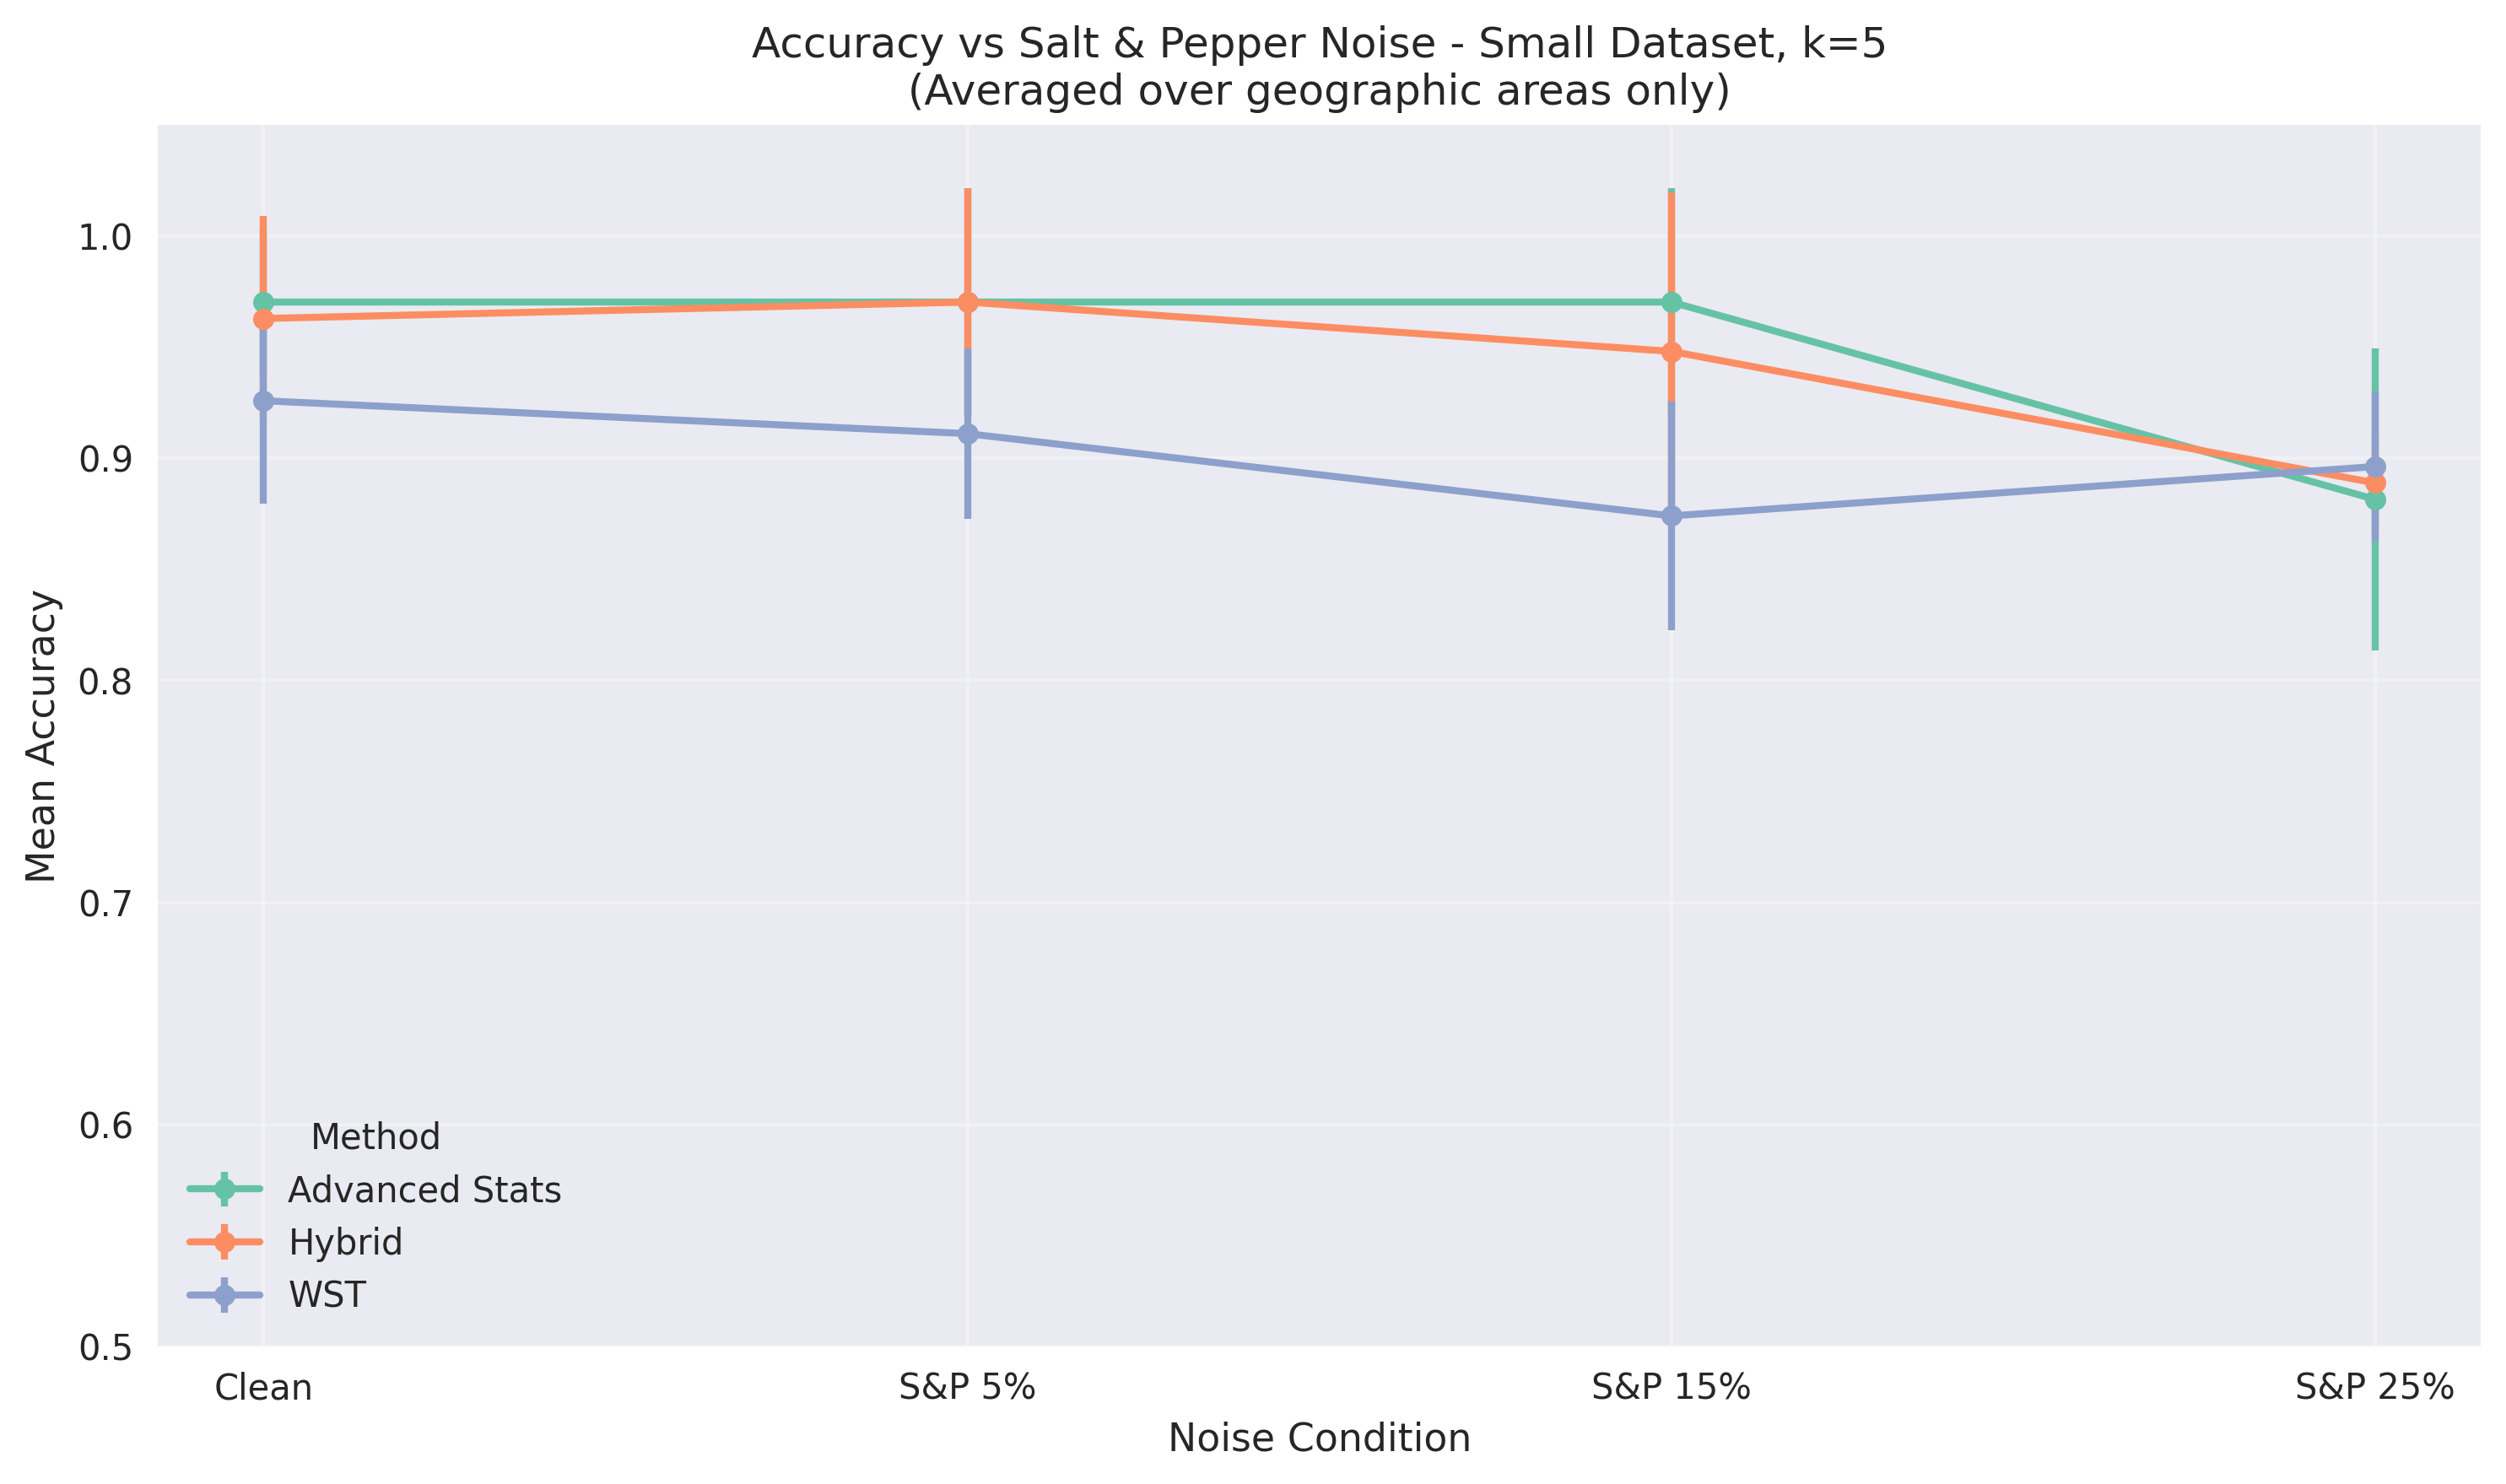 Accuracy vs Salt & Pepper Noise - Small Dataset, k=5
(Averaged over geographic areas only)
Mean Accuracy
1.0
0.9
0.8
0.7
0.6
0.5
Method
Advanced Stats
Hybrid
WST
Clean
S&P 5%
S&P 15%
S&P 25%
Noise Condition